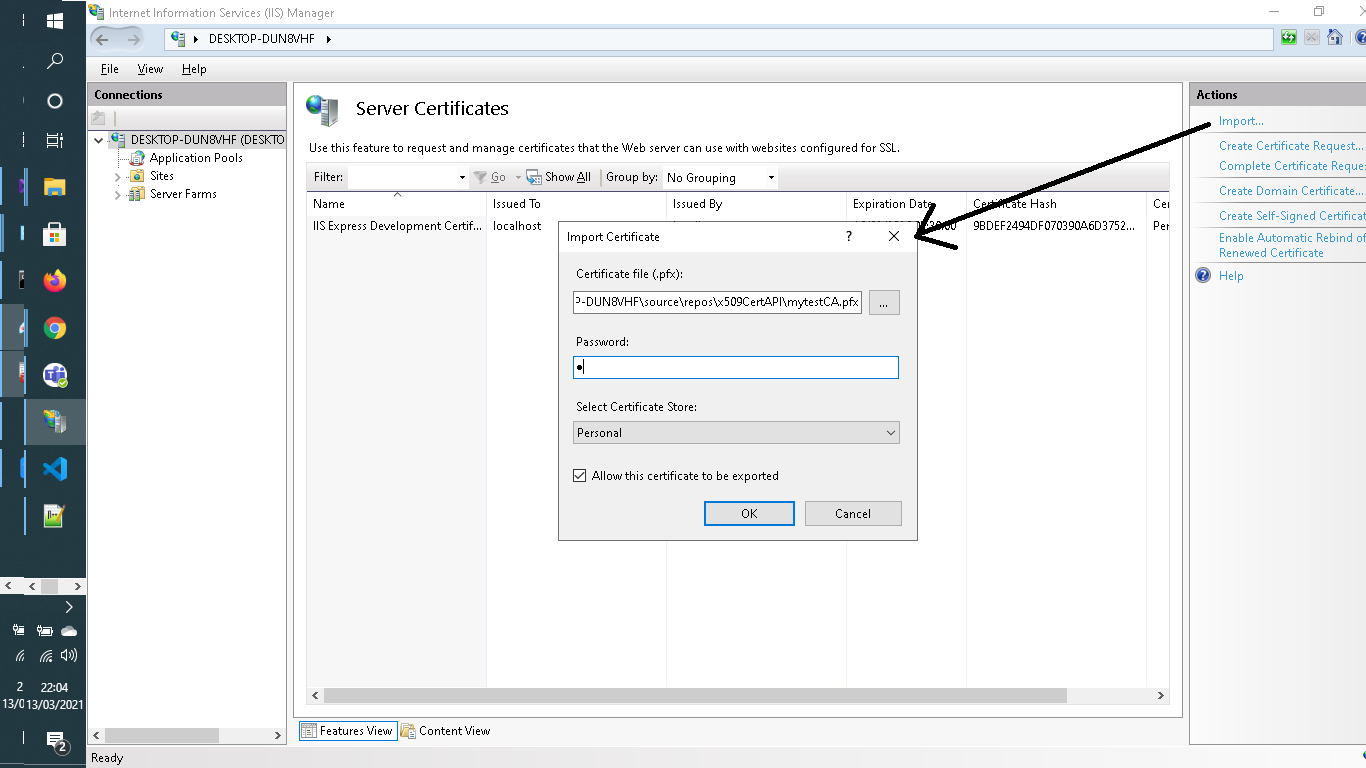 Internet Information Services (IIS) Manager
DESKTOP-DUN8VHF
File View Help
Connections
DESKTOP-DUN8VHF (DESKTO
Application Pools
Sites
Server Farms
Server Certificates
Use this feature to request and manage certificates that the Web server can use with websites configured for SSL.
Filter: Go Show All Group by: No Grouping
Name Issued To Issued By Expiration Date Certificate Hash Cer
IIS Express Development Certif... localhost 9BDEF2494DF070390A6D3752... Per
Import Certificate ?
Certificate file (.pfx):
P-DUN8VHF\source\repos\x509CertAPI\mytestCA.pfx
...
Password:
Select Certificate Store:
Personal
Allow this certificate to be exported
OK Cancel
Features View Content View
Actions
Import...
Create Certificate Request...
Complete Certificate Reque
Create Domain Certificate...
Create Self-Signed Certificat
Enable Automatic Rebind of
Renewed Certificate
Help
22:04
13/03/2021
2
Ready